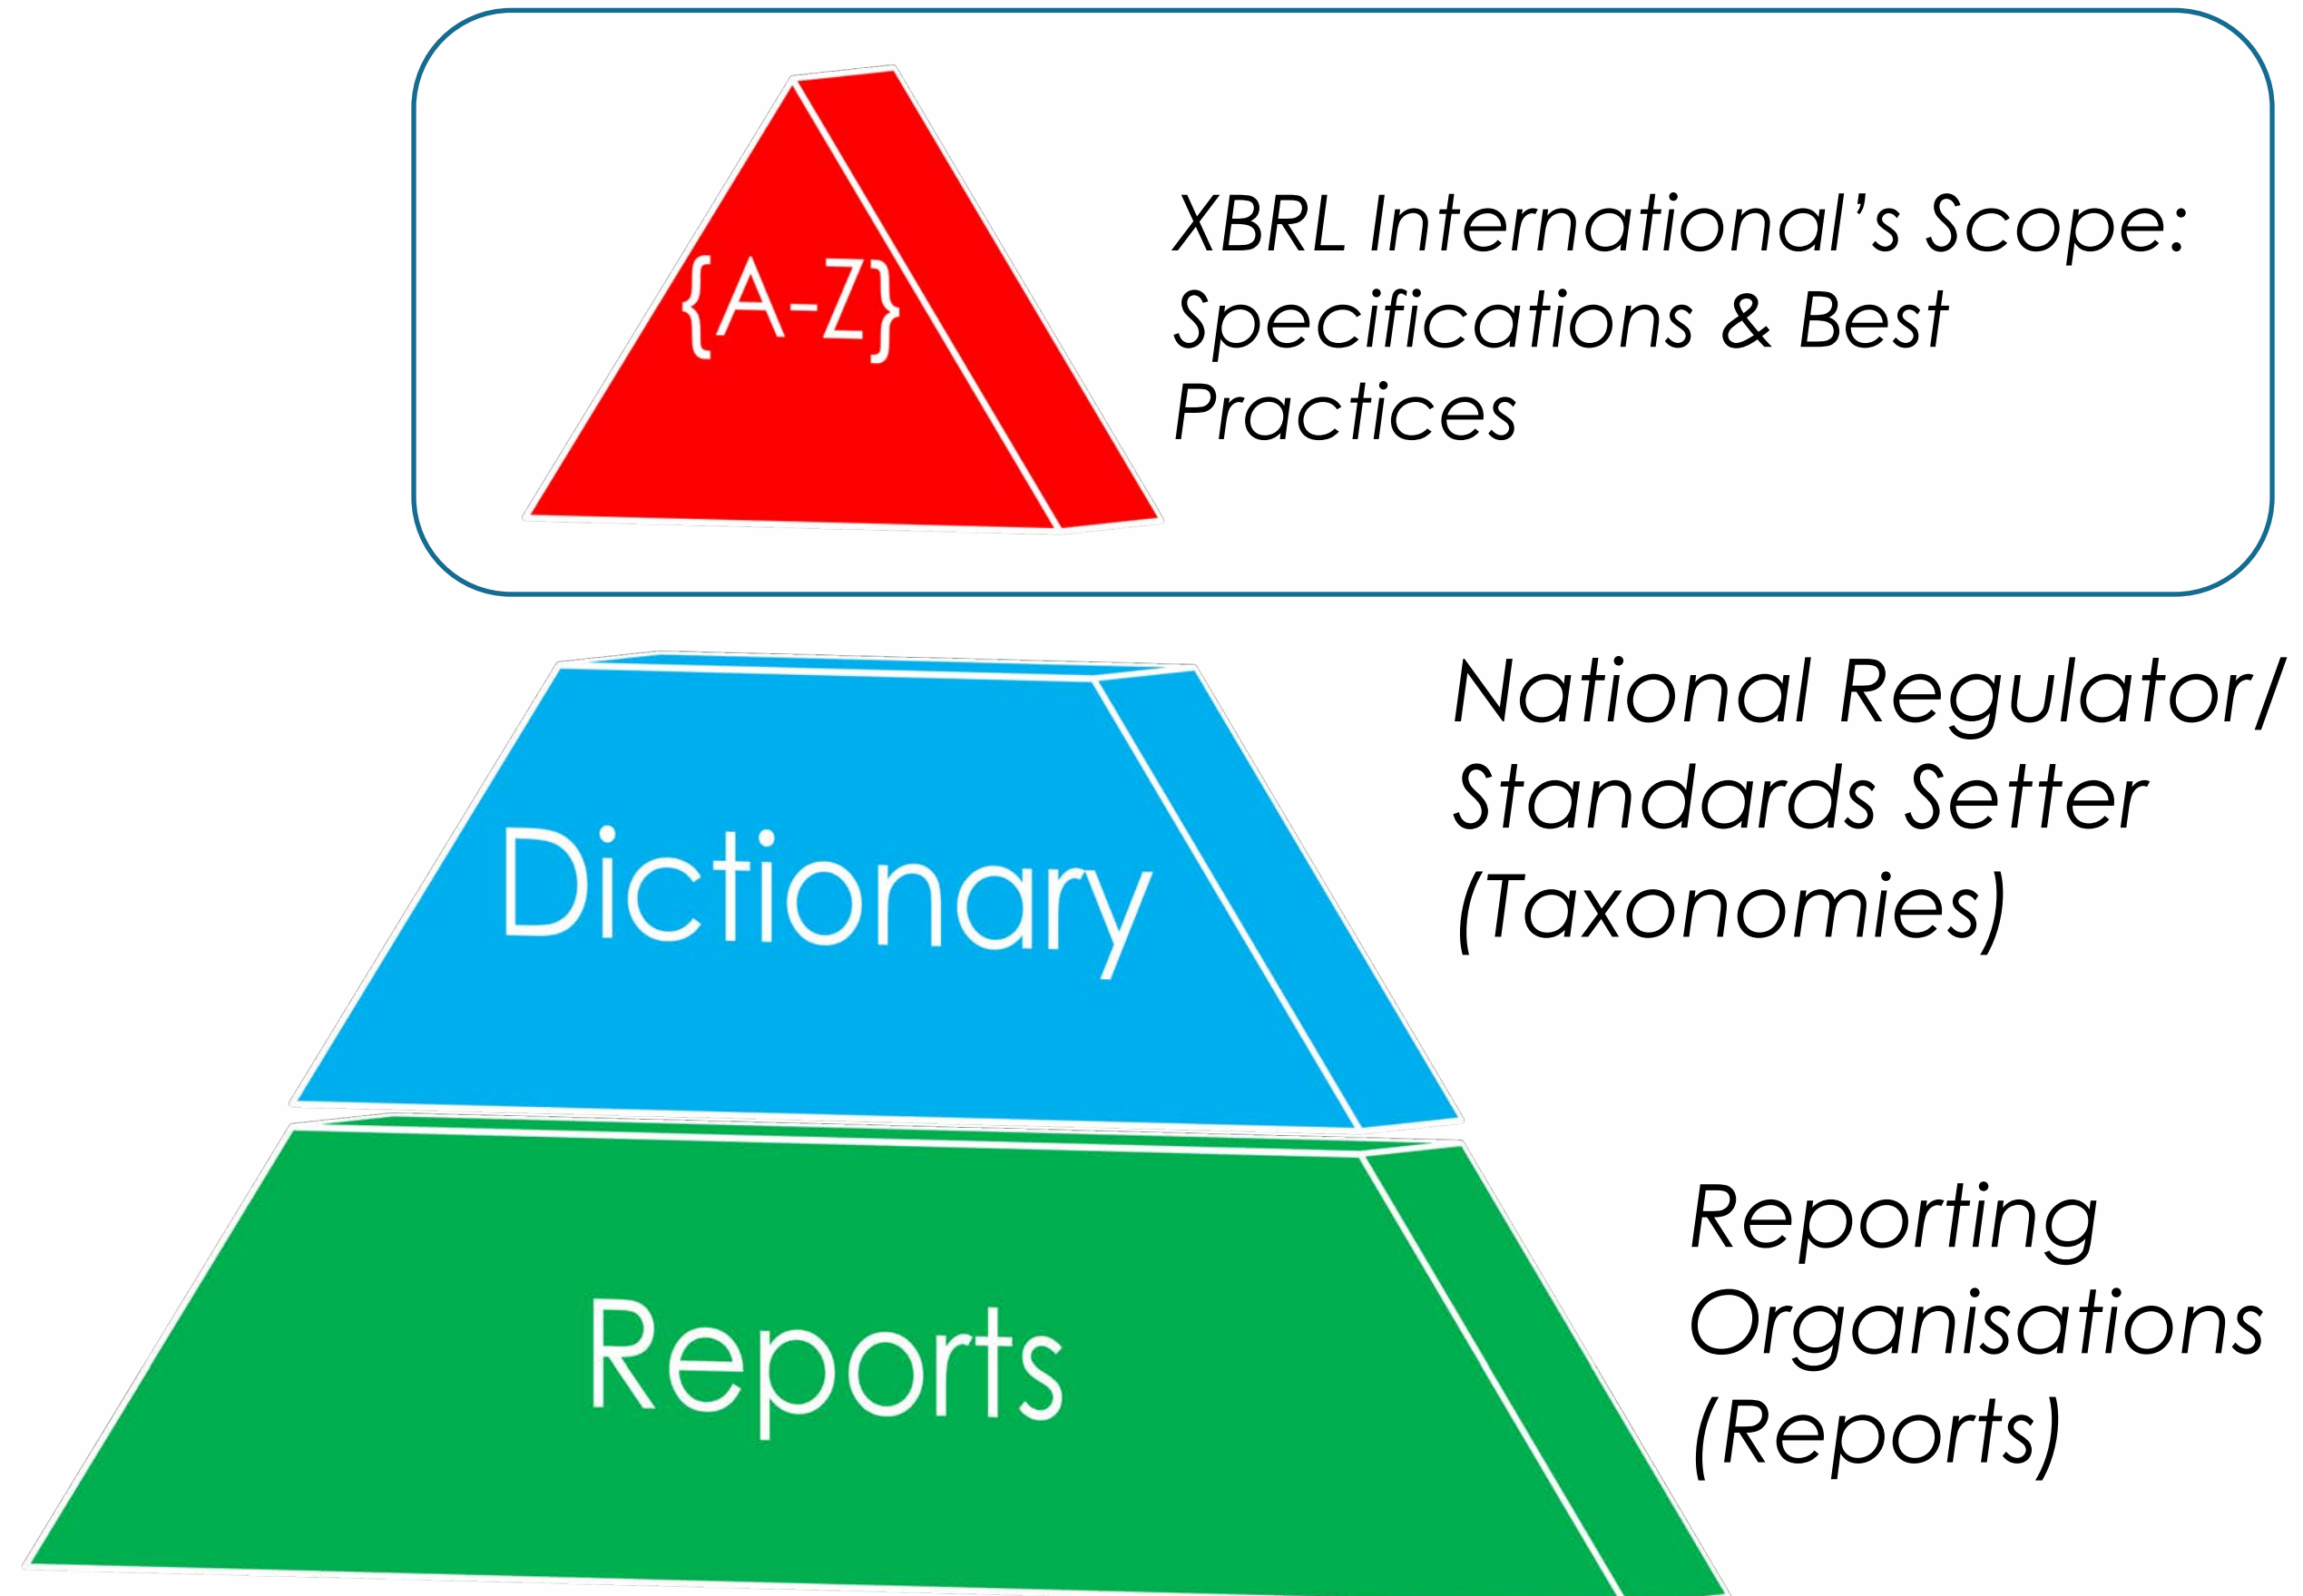 {A-Z}
XBRL International's Scope:
Specifications & Best
Practices
Dictionary
National Regulator/
Standards Setter
(Taxonomies)
Reports
Reporting
Organisations
(Reports)